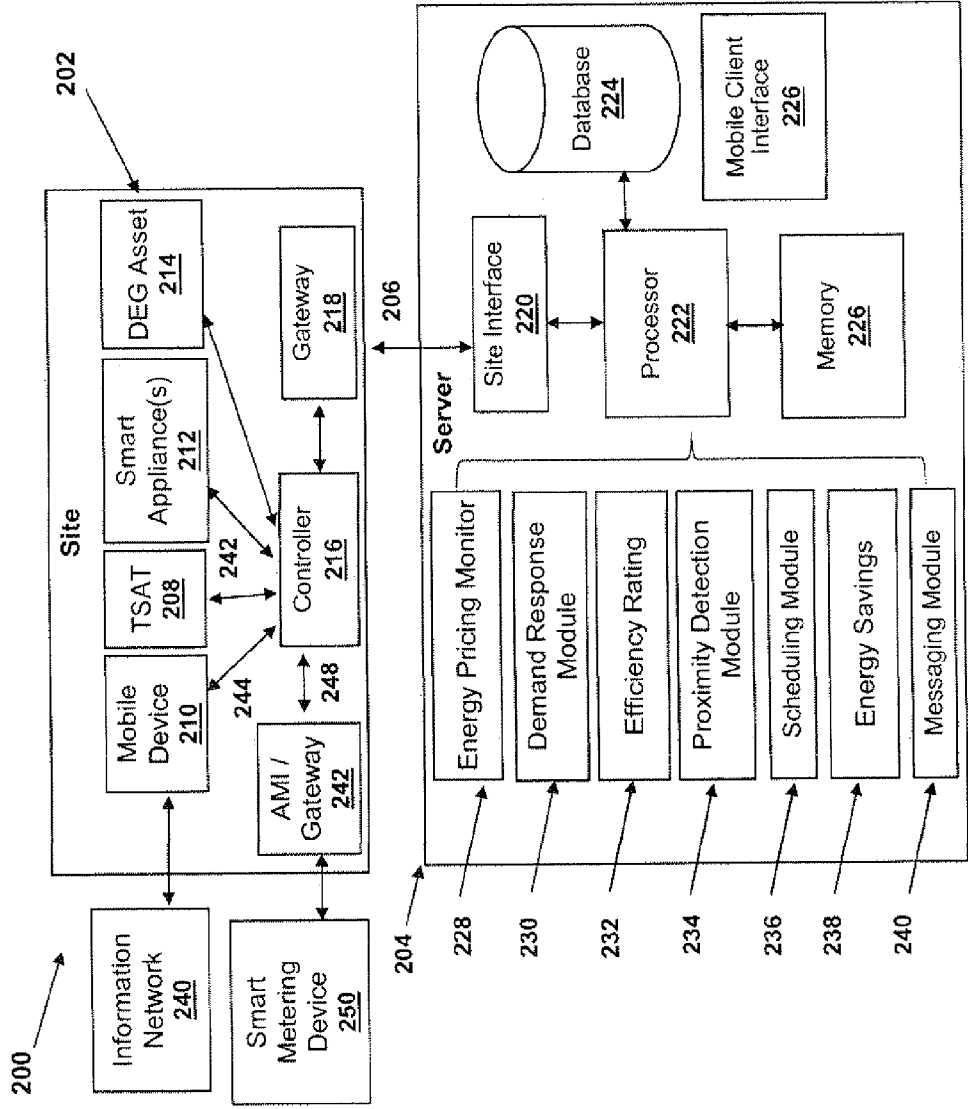 200
Information
Network
240
Smart
Metering
Device
250
Site
202
Mobile
Device
210
TSAT
208
Smart
Appliance(s)
212
DEG Asset
214
244
242
AMI /
Gateway
242
248
Controller
216
Gateway
218
206
204
Server
228
Energy Pricing Monitor
230
Demand Response
Module
232
Efficiency Rating
234
Proximity Detection
Module
236
Scheduling Module
238
Energy Savings
240
Messaging Module
Site Interface
220
Processor
222
Memory
226
Database
224
Mobile Client
Interface
226